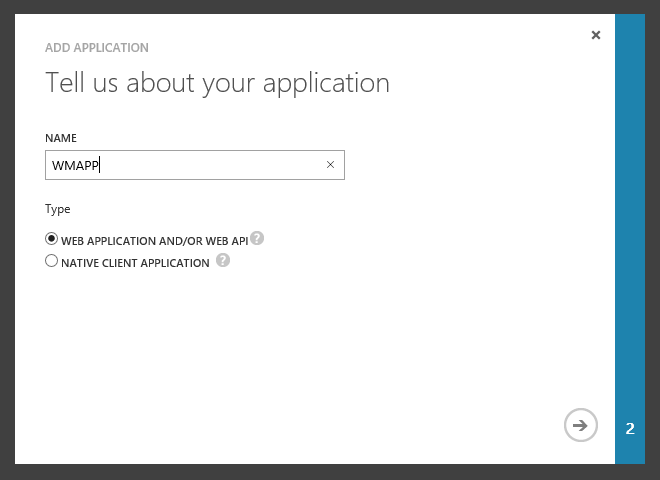 ADD APPLICATION
Tell us about your application
NAME
WMAPP
Type
WEB APPLICATION AND/OR WEB API ?
NATIVE CLIENT APPLICATION ?
2